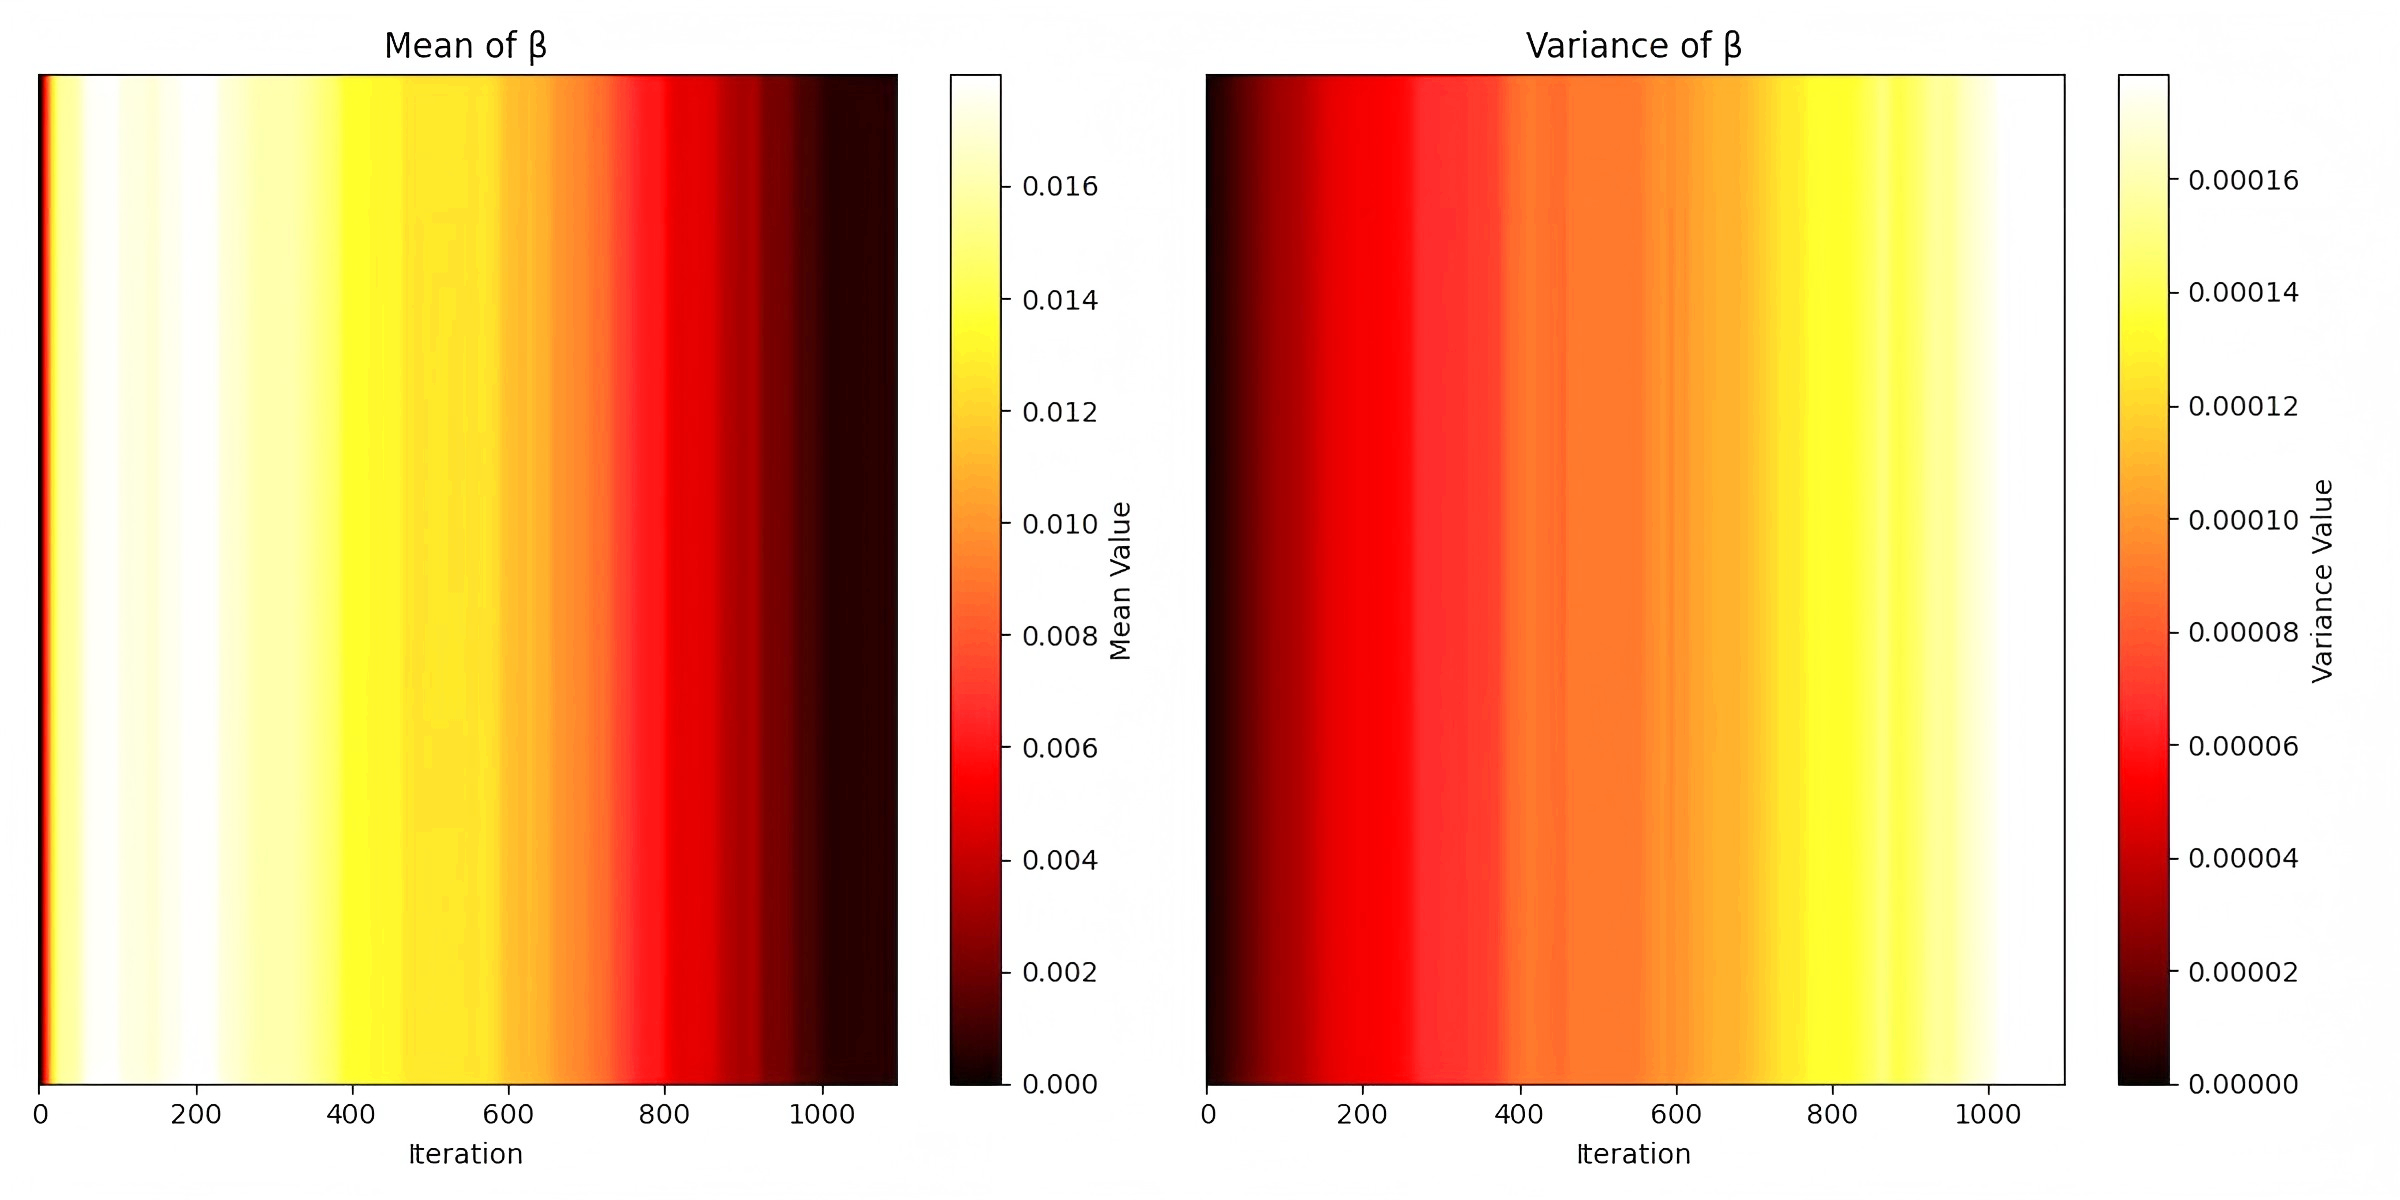 Mean of β
0.016
0.014
0.012
0.010
0.008
0.006
0.004
0.002
0.000
Mean Value
0 200 400 600 800 1000
Iteration
Variance of β
0.00016
0.00014
0.00012
0.00010
0.00008
0.00006
0.00004
0.00002
0.00000
Variance Value
0 200 400 600 800 1000
Iteration